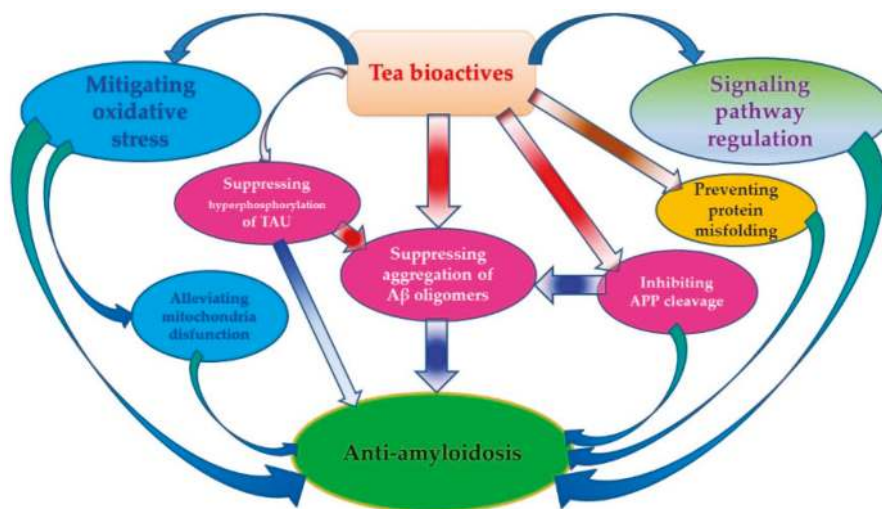 Tea bioactives
Mitigating
oxidative
stress
Signaling
pathway
regulation
Suppressing
hyperphosphorylation
of TAU
Preventing
protein
misfolding
Suppressing
aggregation of
Aβ oligomers
Inhibiting
APP cleavage
Alleviating
mitochondria
disfunction
Anti-amyloidosis